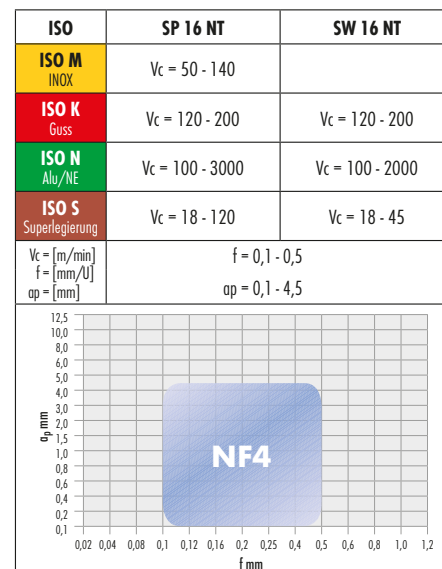 ISO SP 16 NT SW 16 NT
ISO M
INOX
Vc = 50 - 140
ISO K
Guss
Vc = 120 - 200 Vc = 120 - 200
ISO N
Alu/NE
Vc = 100 - 3000 Vc = 100 - 2000
ISO S
Superlegierung
Vc = 18 - 120 Vc = 18 - 45
Vc = [m/min]
f = [mm/U]
ap = [mm]
f = 0,1 - 0,5
ap = 0,1 - 4,5
ap mm
12,5
10,0
8,0
6,0
5,0
4,0
3,0
2,0
1,5
1,0
0,8
0,6
0,4
0,2
0,1
NF4
0,02 0,04 0,08 0,1 0,12 0,16 0,2 0,25 0,4 0,5 0,6 0,8 1,0 1,2
f mm